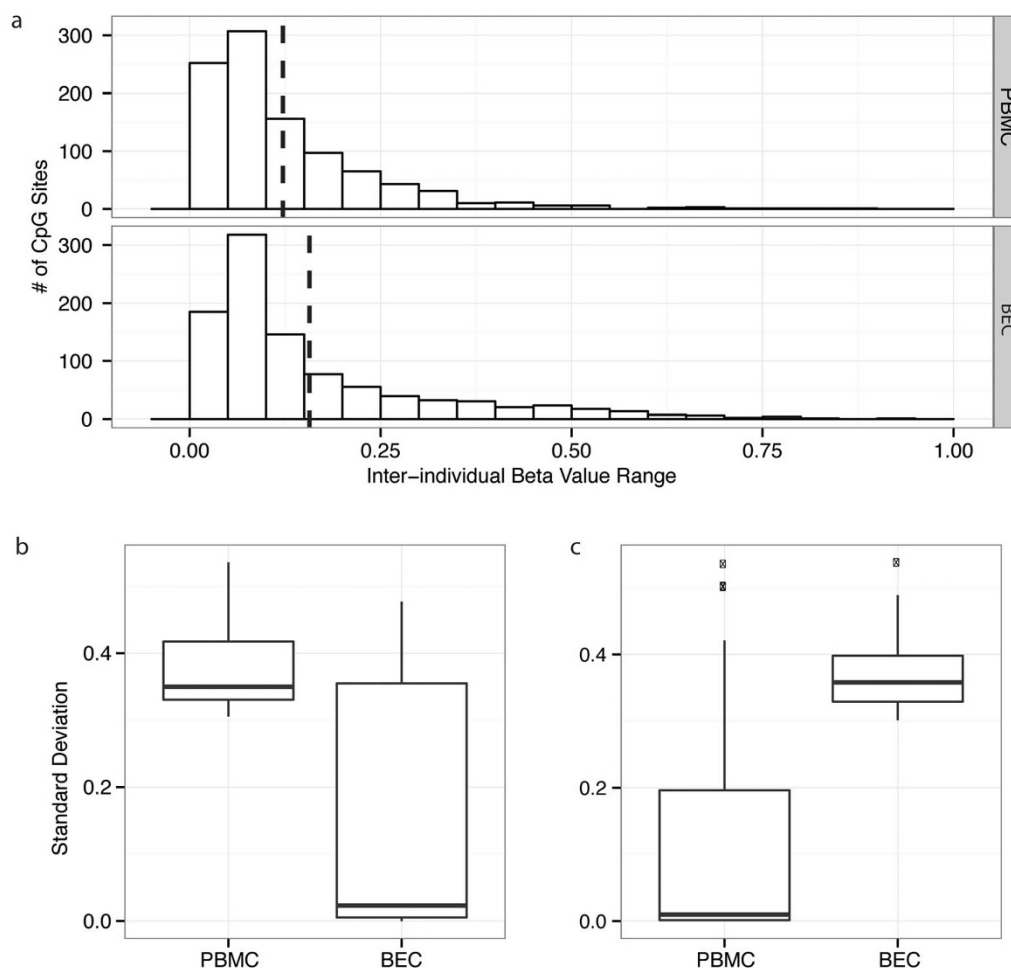 a
300
200
100
0
PBMC
# of CpG Sites
300
200
100
0
BEC
0.00 0.25 0.50 0.75 1.00
Inter-individual Beta Value Range
b
c
0.4
0.2
0.0
Standard Deviation
PBMC BEC
0.4
0.2
0.0
PBMC BEC